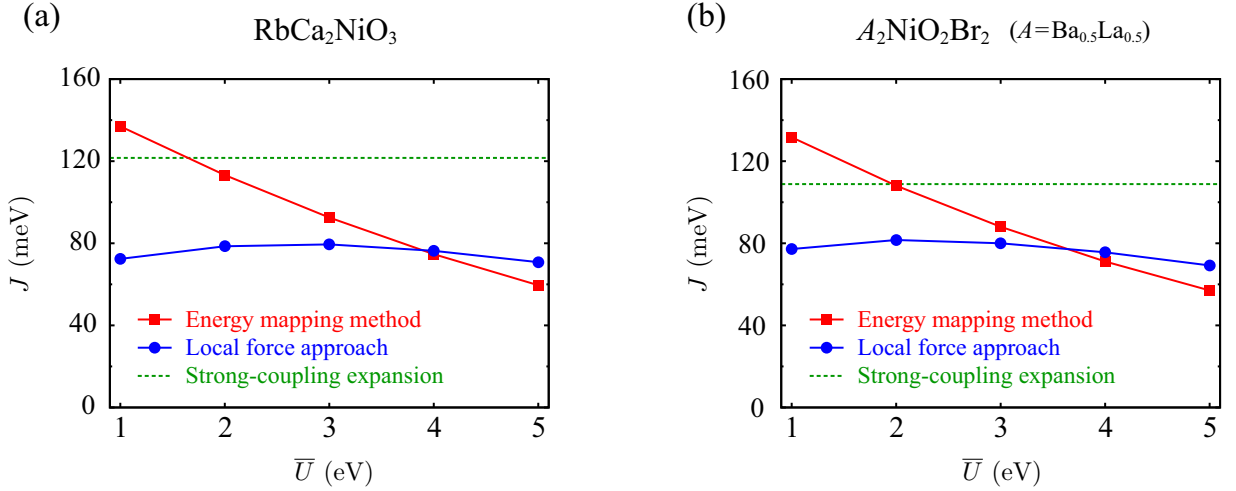 (a)
RbCa₂NiO₃
160
120
80
40
0
J (meV)
Energy mapping method
Local force approach
Strong-coupling expansion
1 2 3 4 5
U̅ (eV)
(b)
A₂NiO₂Br₂ (A=Ba₀.₅La₀.₅)
160
120
80
40
0
J (meV)
Energy mapping method
Local force approach
Strong-coupling expansion
1 2 3 4 5
U̅ (eV)